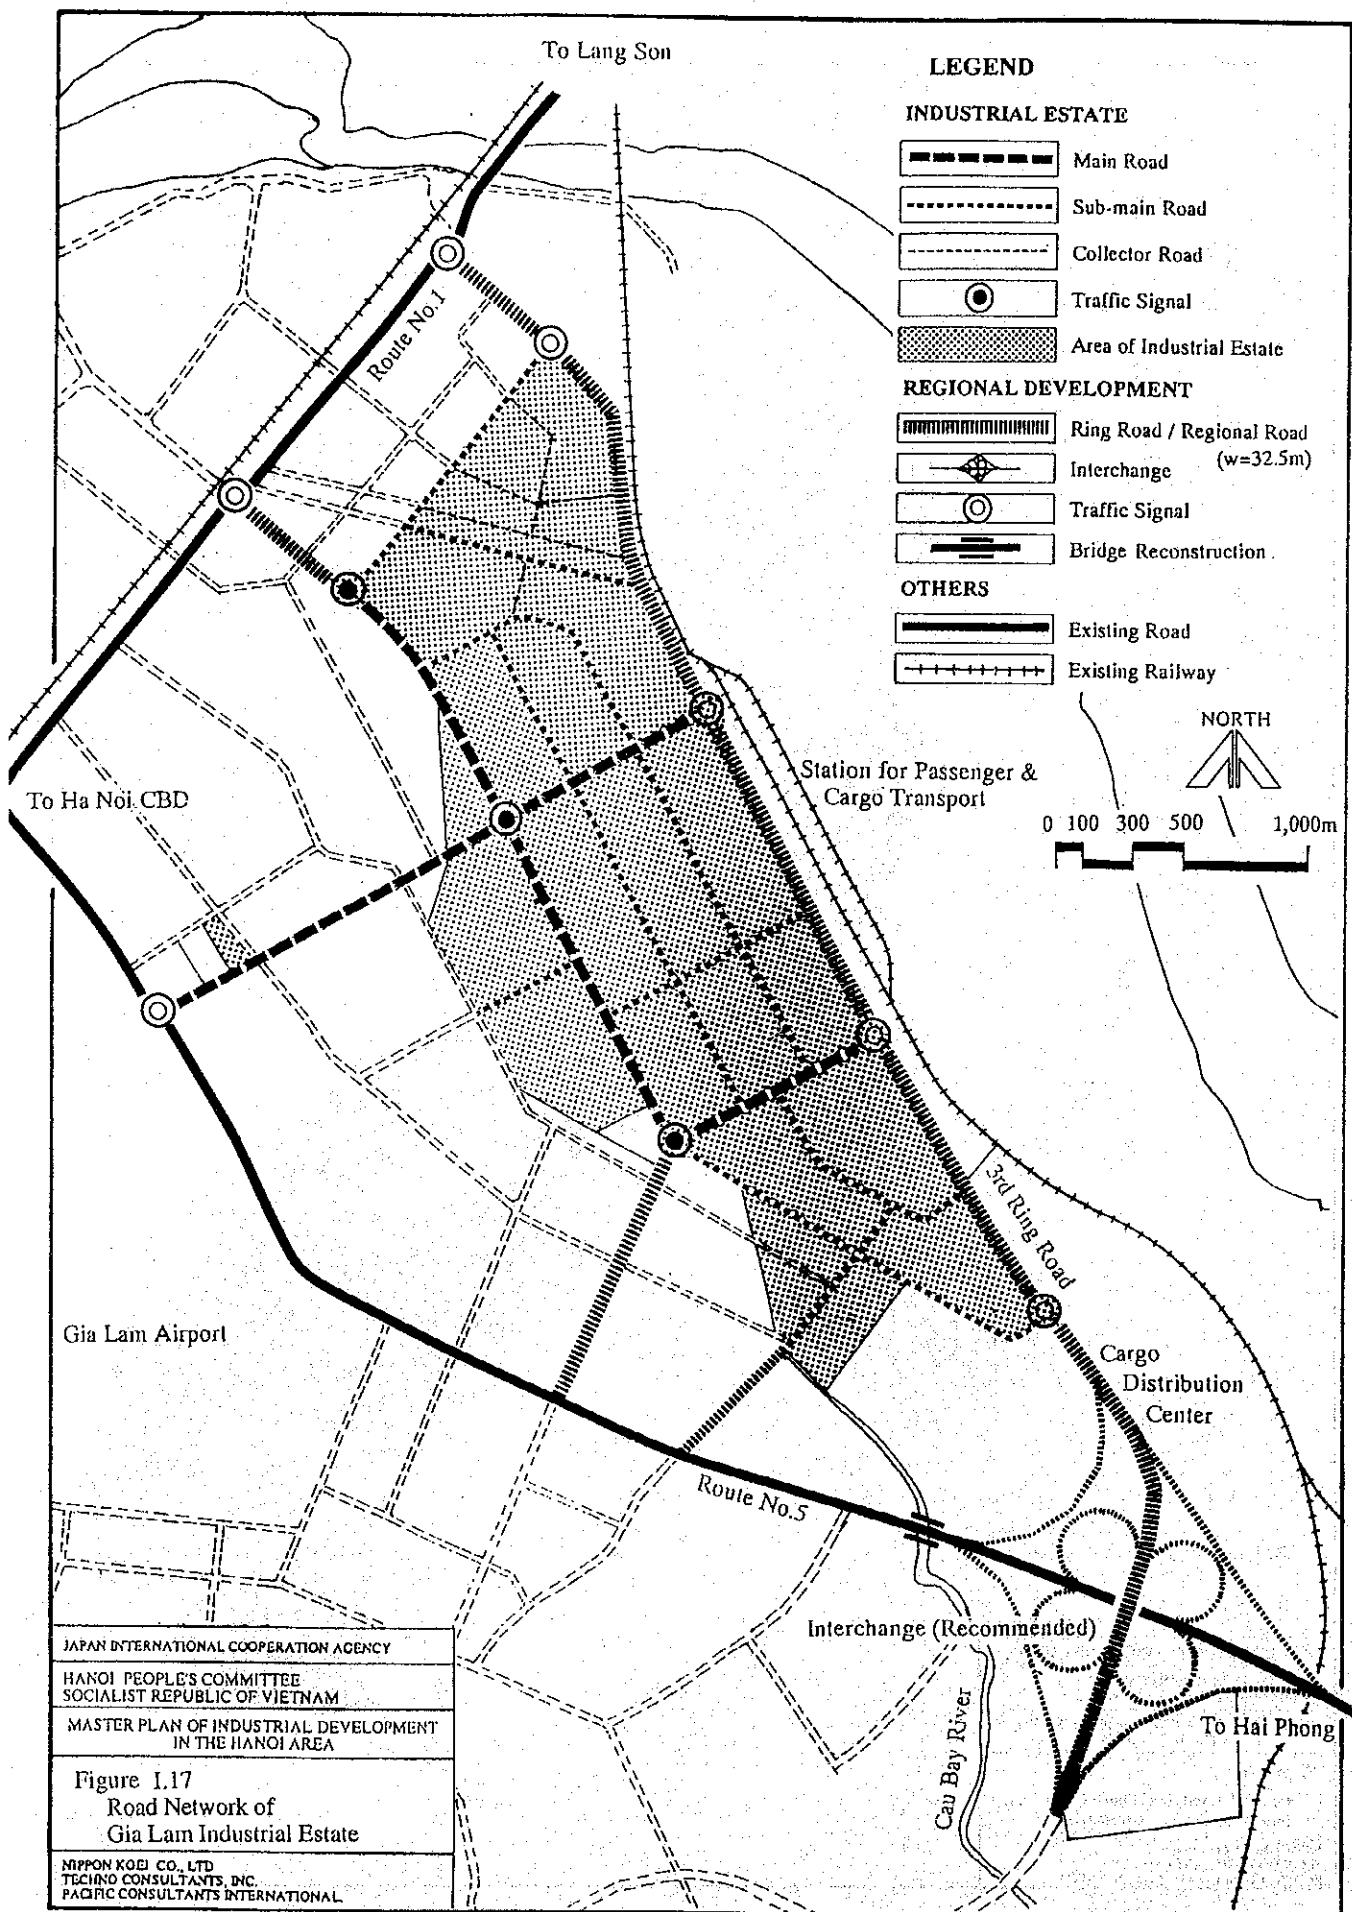 To Lang Son
LEGEND
INDUSTRIAL ESTATE
Main Road
Sub-main Road
Collector Road
Traffic Signal
Area of Industrial Estate
REGIONAL DEVELOPMENT
Ring Road / Regional Road
(w=32.5m)
Interchange
Traffic Signal
Bridge Reconstruction
OTHERS
Existing Road
Existing Railway
Route No.1
NORTH
0 100 300 500 1,000m
Station for Passenger &
Cargo Transport
To Ha Noi CBD
3rd Ring Road
Gia Lam Airport
Cargo
Distribution
Center
Route No.5
Interchange (Recommended)
Cau Bay River
To Hai Phong
JAPAN INTERNATIONAL COOPERATION AGENCY
HANOI PEOPLE'S COMMITTEE
SOCIALIST REPUBLIC OF VIETNAM
MASTER PLAN OF INDUSTRIAL DEVELOPMENT
IN THE HANOI AREA
Figure I.17
Road Network of
Gia Lam Industrial Estate
NIPPON KOEI CO., LTD
TECHNO CONSULTANTS, INC.
PACIFIC CONSULTANTS INTERNATIONAL